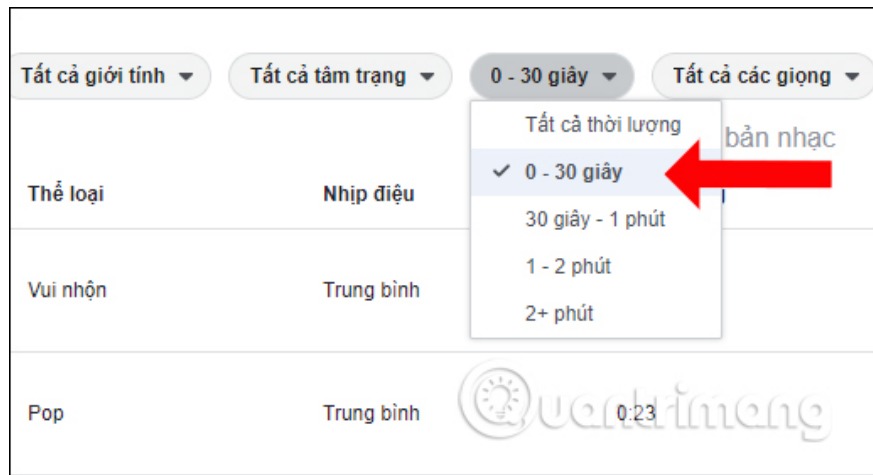 Tất cả giới tính
Tất cả tâm trạng
0 - 30 giây
Tất cả các giọng
Tất cả thời lượng
0 - 30 giây
30 giây - 1 phút
1 - 2 phút
2+ phút
bản nhạc
Thể loại
Nhịp điệu
Vui nhộn
Trung bình
Pop
Trung bình
0:23
Quantrimang